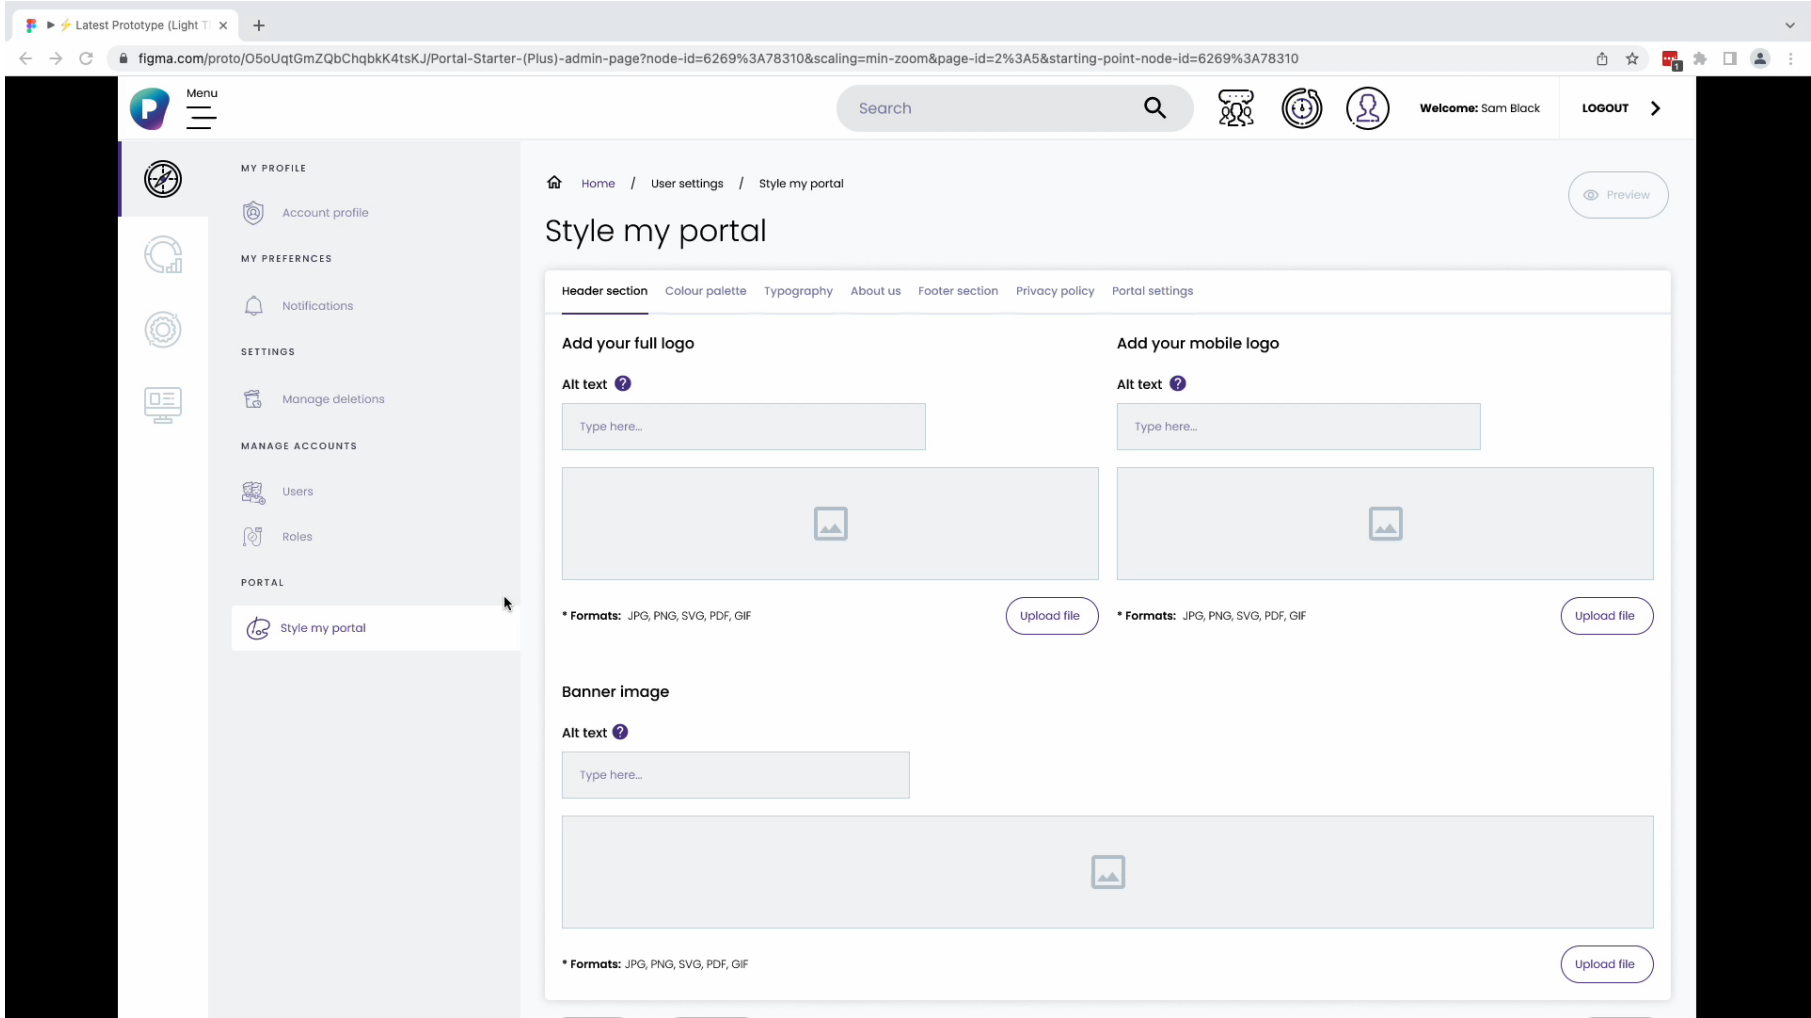 Latest Prototype (Light T
figma.com/proto/O5oUqtGmZQbChqbkK4tsKJ/Portal-Starter-(Plus)-admin-page?node-id=6269%3A78310&scaling=min-zoom&page-id=2%3A5&starting-point-node-id=6269%3A78310
1
P
Menu
Search
Welcome: Sam Black
LOGOUT
MY PROFILE
Account profile
MY PREFERNCES
Notifications
SETTINGS
Manage deletions
MANAGE ACCOUNTS
Users
Roles
PORTAL
Style my portal
Home / User settings / Style my portal
Preview
Style my portal
Header section Colour palette Typography About us Footer section Privacy policy Portal settings
Add your full logo
Alt text ?
Type here...
* Formats: JPG, PNG, SVG, PDF, GIF
Upload file
Add your mobile logo
Alt text ?
Type here...
* Formats: JPG, PNG, SVG, PDF, GIF
Upload file
Banner image
Alt text ?
Type here...
* Formats: JPG, PNG, SVG, PDF, GIF
Upload file